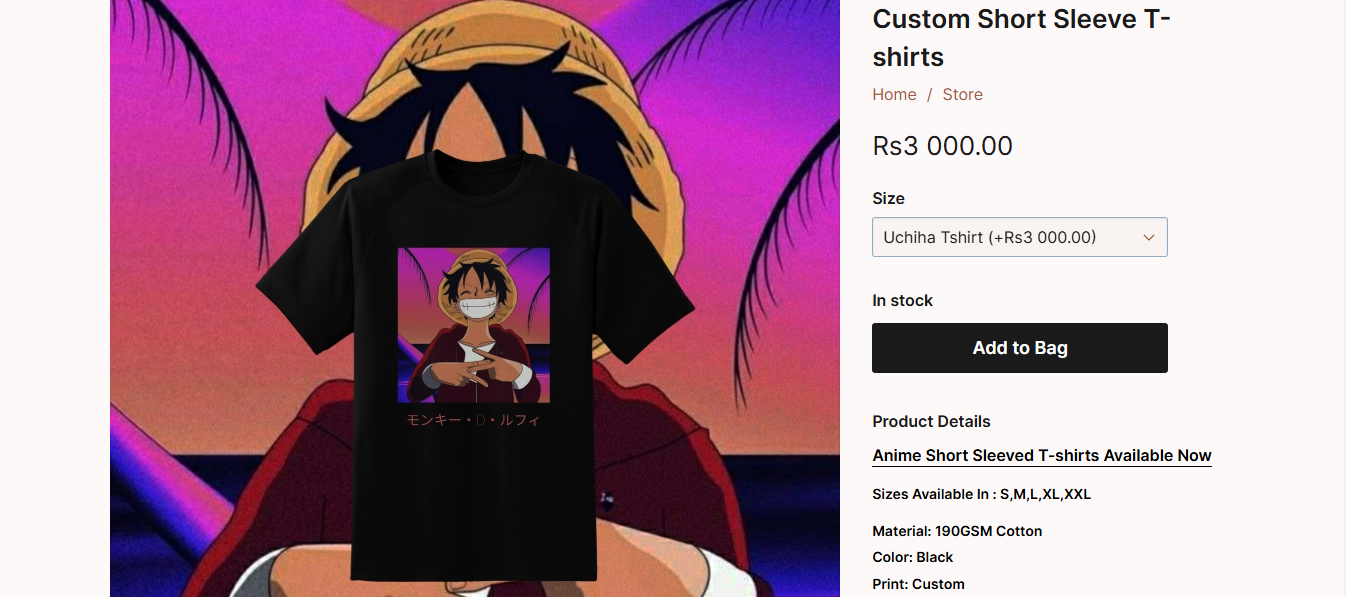 Custom Short Sleeve T-
shirts
Home / Store
Rs3 000.00
Size
Uchiha Tshirt (+Rs3 000.00)
In stock
Add to Bag
Product Details
Anime Short Sleeved T-shirts Available Now
Sizes Available In : S,M,L,XL,XXL
Material: 190GSM Cotton
Color: Black
Print: Custom
モンキー・D・ルフィ